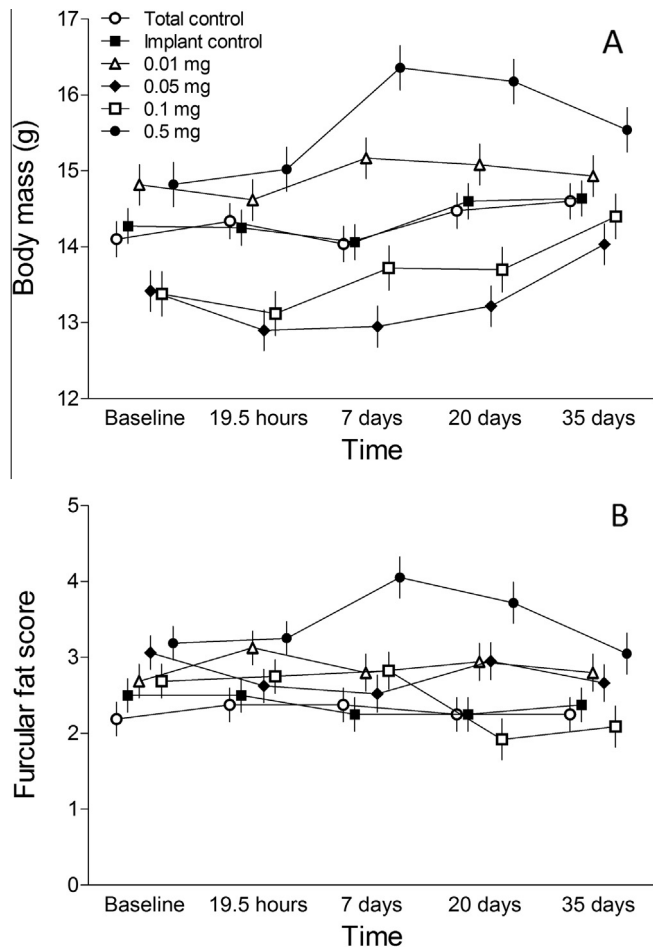 A
Total control
Implant control
0.01 mg
0.05 mg
0.1 mg
0.5 mg
Body mass (g)
17
16
15
14
13
12
Baseline 19.5 hours 7 days 20 days 35 days
Time
B
Furcular fat score
5
4
3
2
1
0
Baseline 19.5 hours 7 days 20 days 35 days
Time